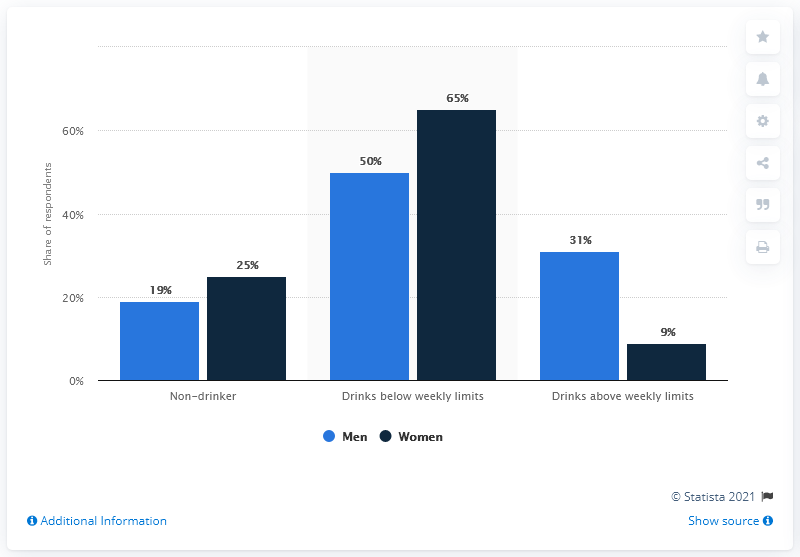 Share of respondents
60%
40%
20%
0%
19%
25%
50%
65%
31%
9%
Non-drinker
Drinks below weekly limits
Drinks above weekly limits
Men
Women
© Statista 2021
Additional Information
Show source